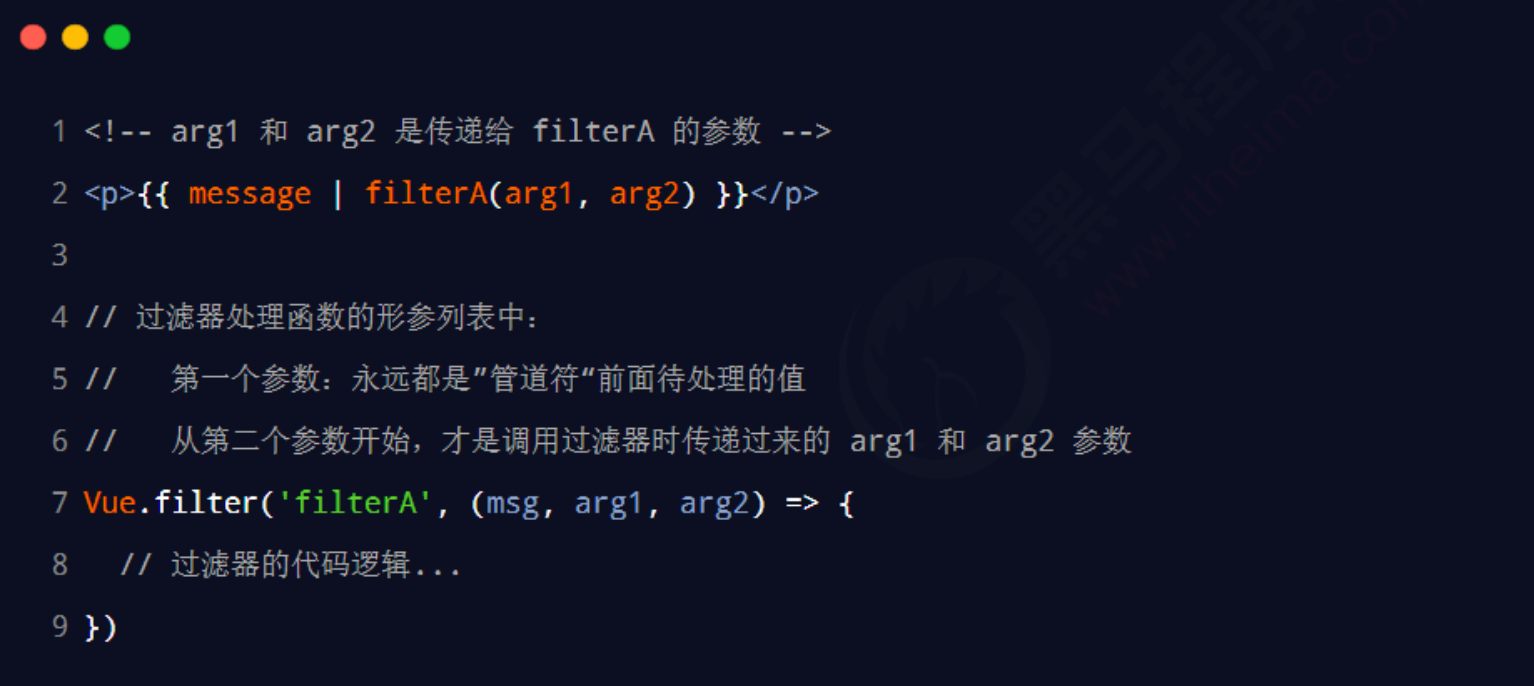 1 <!-- arg1 和 arg2 是传递给 filterA 的参数 -->
2 <p>{{ message | filterA(arg1, arg2) }}</p>
3
4 // 过滤器处理函数的形参列表中：
5 //   第一个参数：永远都是”管道符“前面待处理的值
6 //   从第二个参数开始，才是调用过滤器时传递过来的 arg1 和 arg2 参数
7 Vue.filter('filterA', (msg, arg1, arg2) => {
8   // 过滤器的代码逻辑...
9 })
黑马程序
www.itheima.com